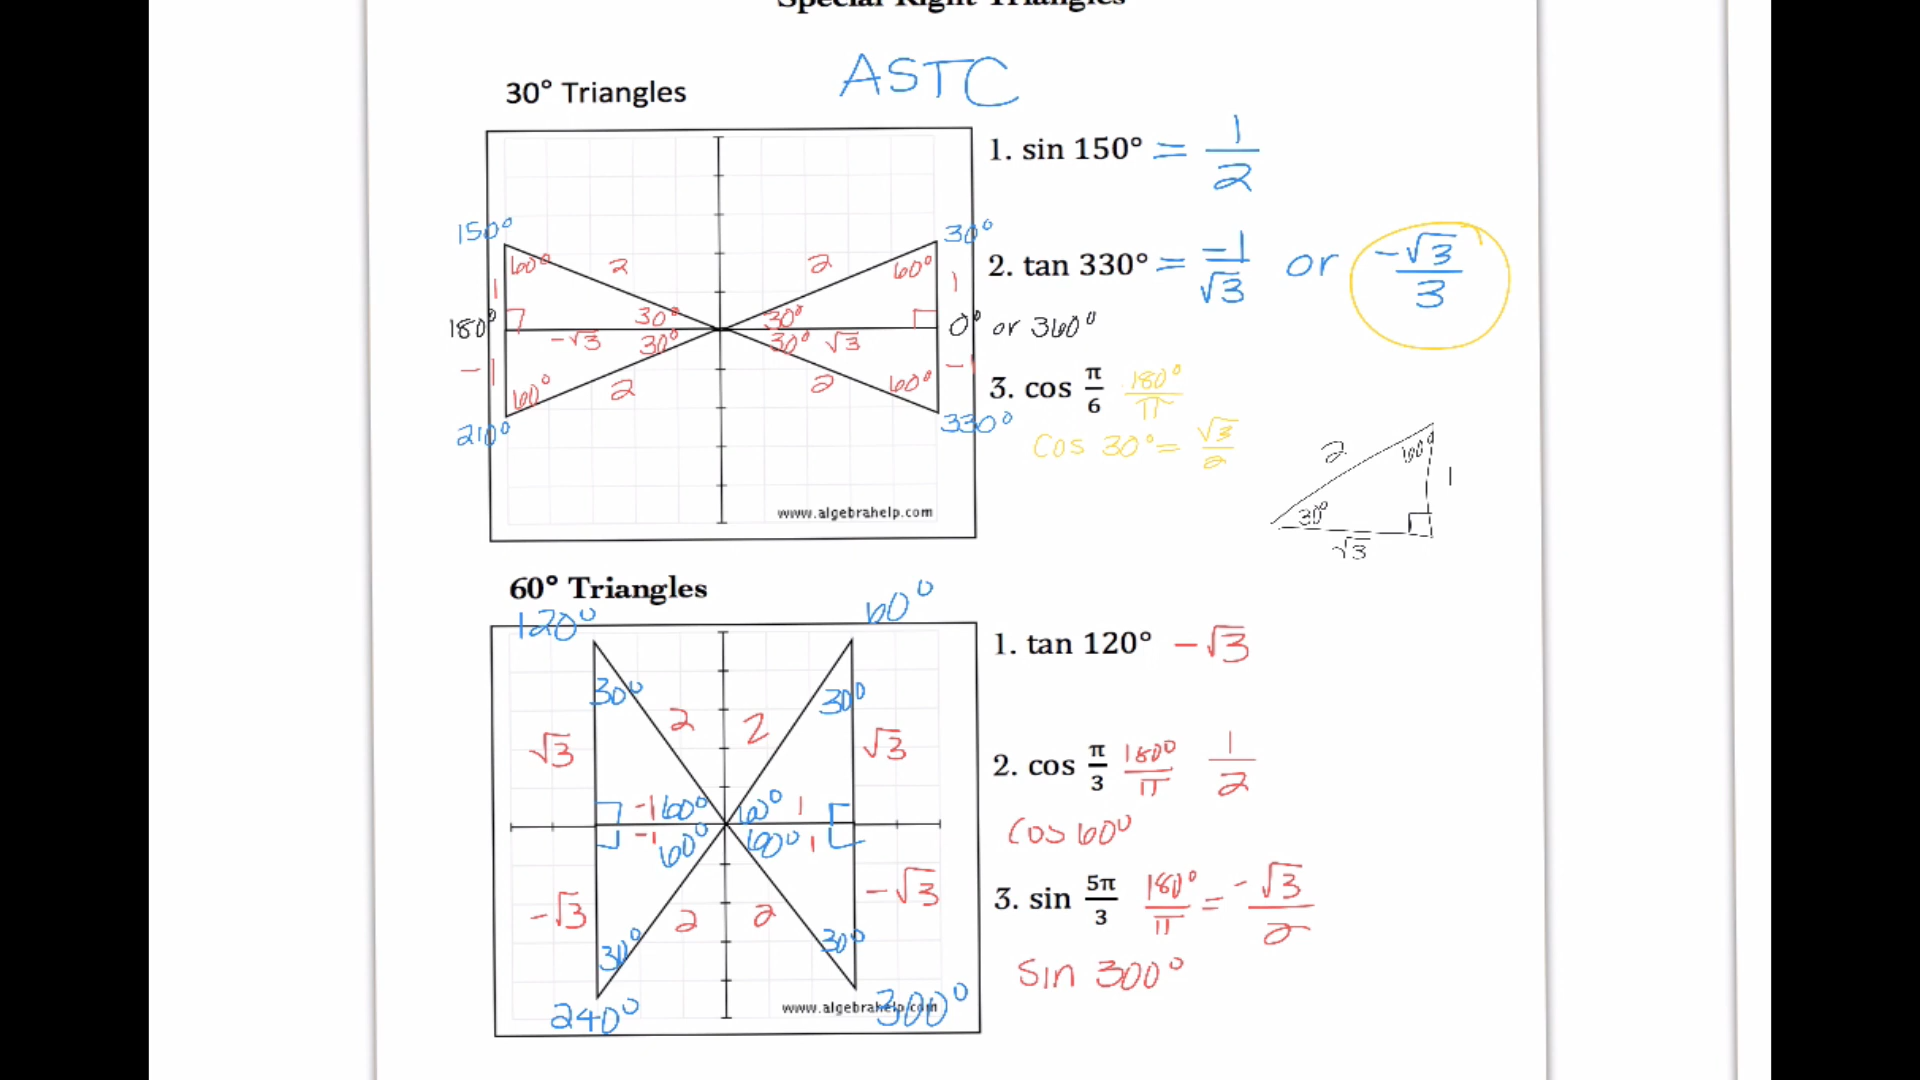 Special Right Triangles
ASTC
30° Triangles
1. sin 150° = 1/2
150°
30°
60° 2 2 60°
1 1
2. tan 330° = -1/√3 or -√3/3
180° 30° 30° 0° or 360°
-√3 30° 30° √3
-1 -1
60° 2 2 60°
3. cos π/6 · 180°/π
210°
330°
cos 30° = √3/2
2 60° 1
30°
√3
www.algebrahelp.com
60° Triangles
120° 60°
1. tan 120° -√3
30° 30°
√3 2 2 √3
2. cos π/3 180°/π 1/2
-1 60° 60° 1
-1 60° 60° 1
cos 60°
-√3 2 2 -√3
3. sin 5π/3 180°/π = -√3/2
30° 30°
sin 300°
www.algebrahelp.com
240° 300°